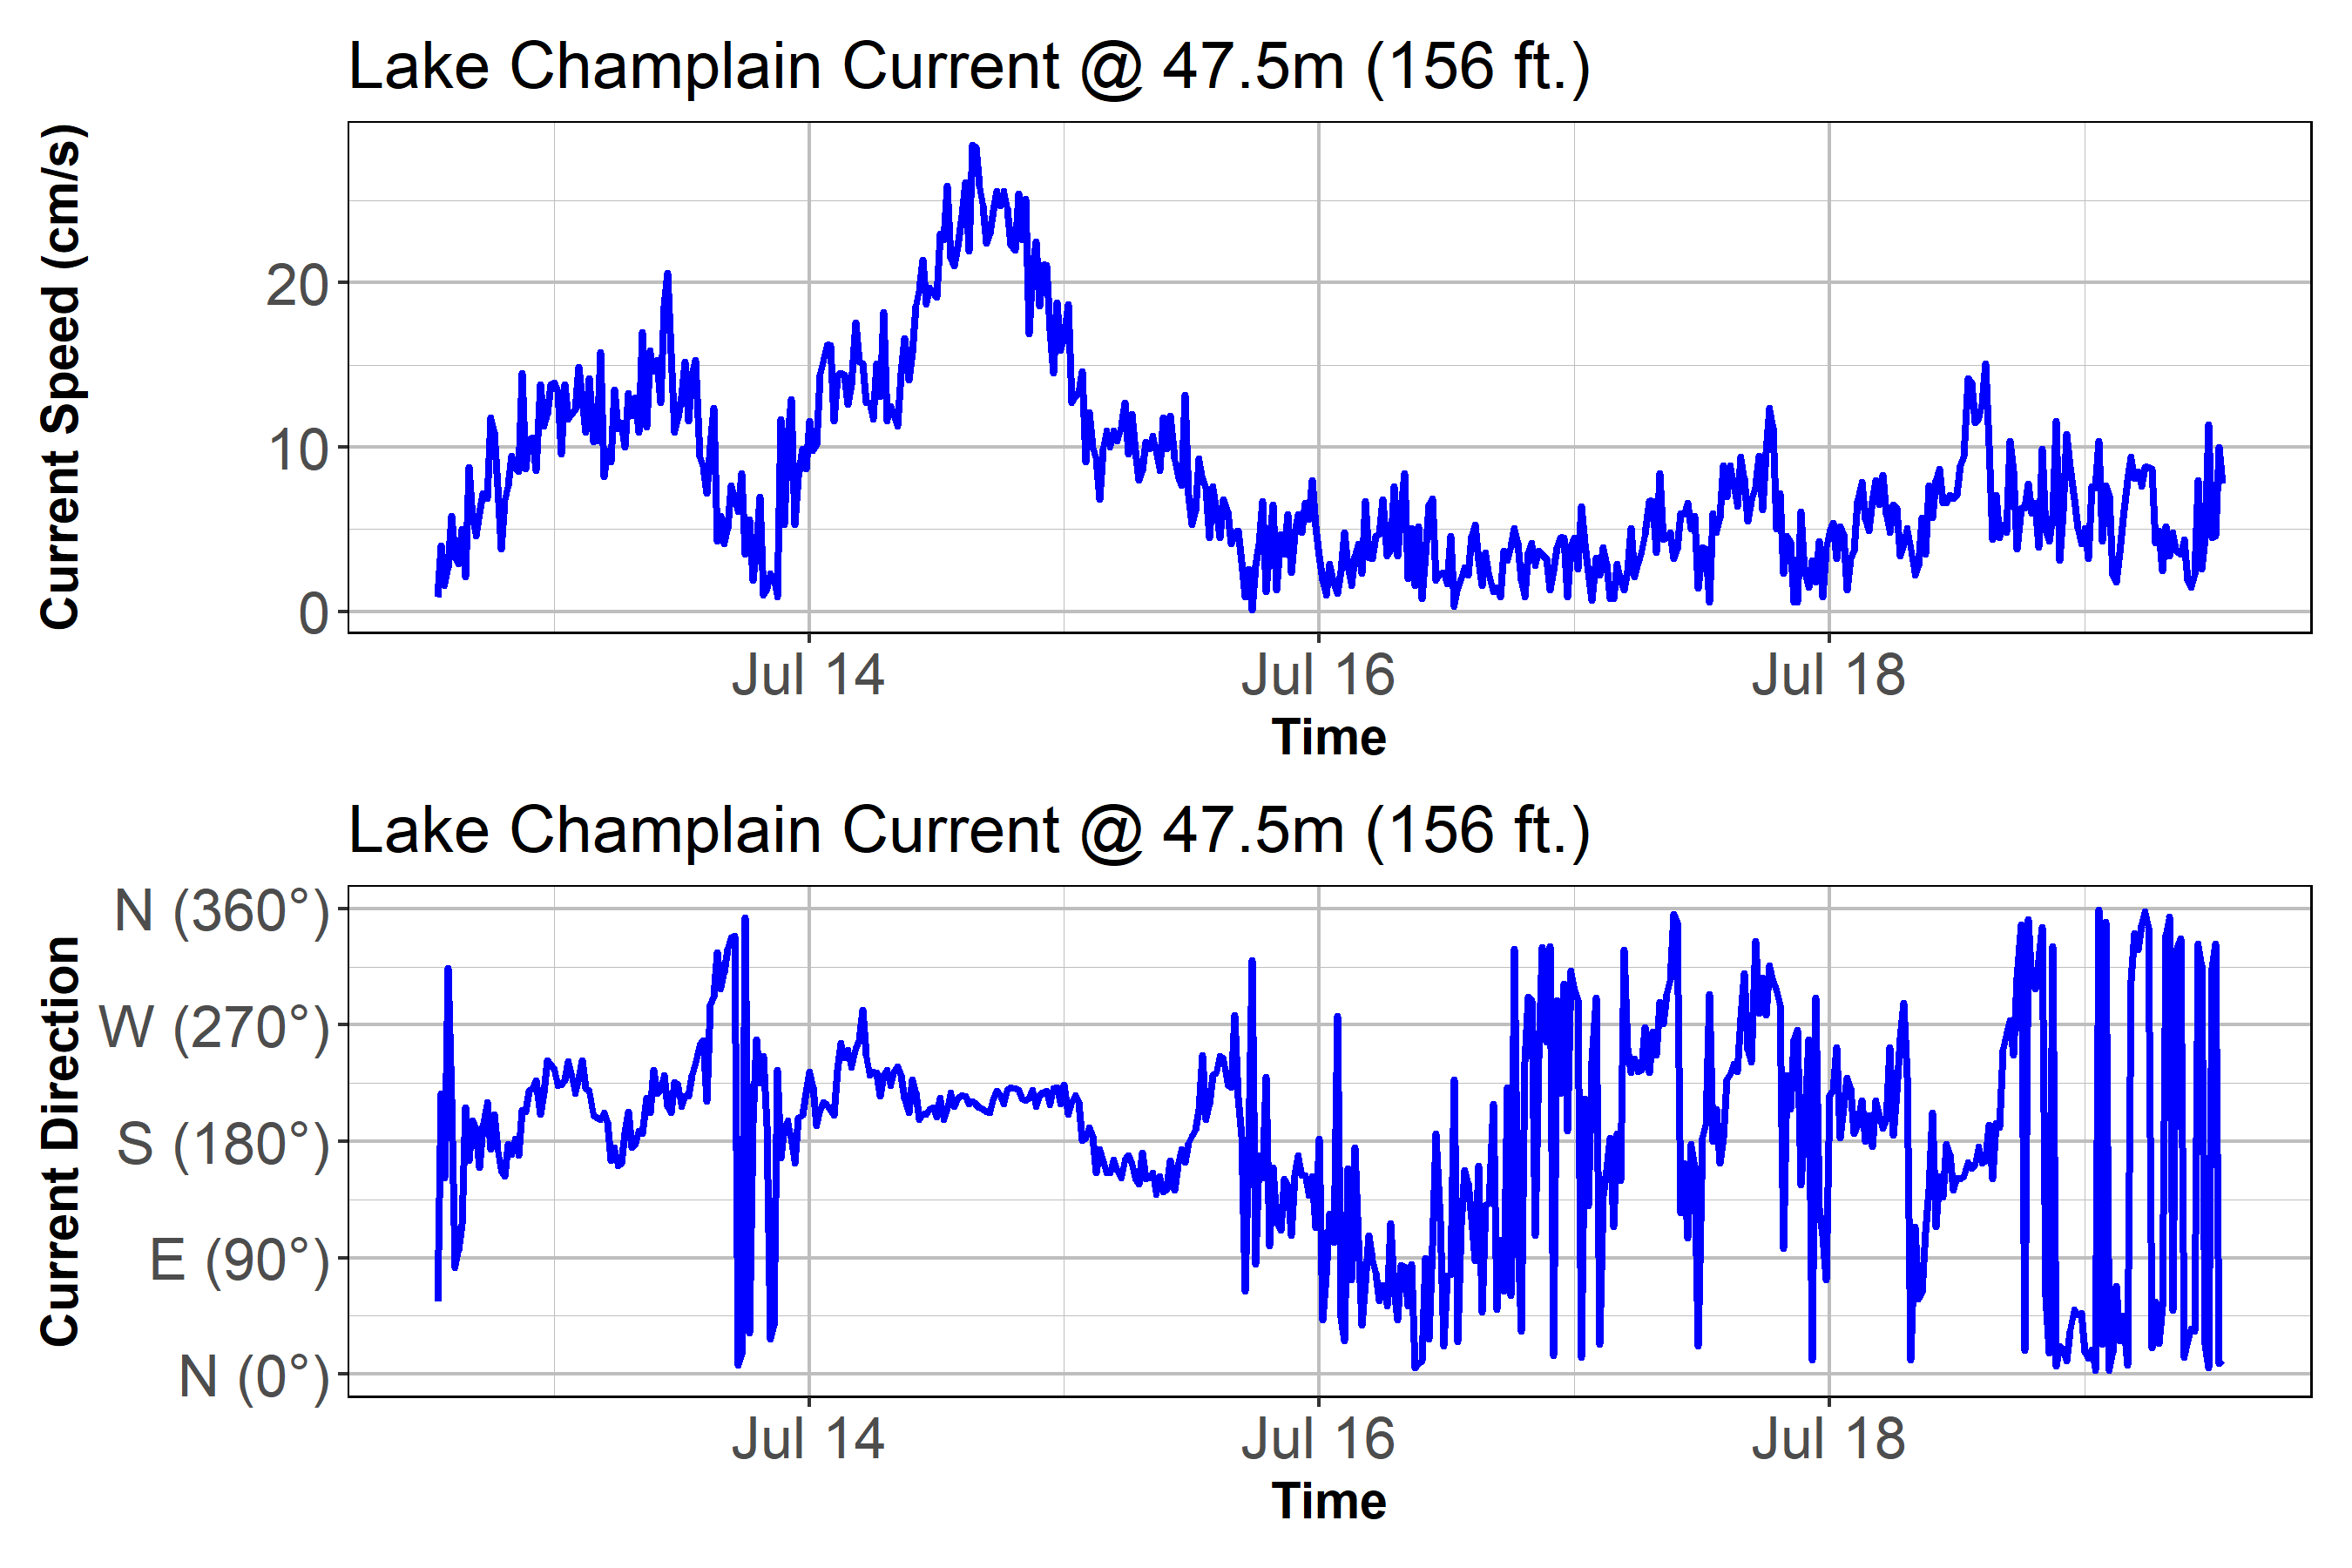 Lake Champlain Current @ 47.5m (156 ft.)
Current Speed (cm/s)
20
10
0
Jul 14 Jul 16 Jul 18
Time
Lake Champlain Current @ 47.5m (156 ft.)
Current Direction
N (360°)
W (270°)
S (180°)
E (90°)
N (0°)
Jul 14 Jul 16 Jul 18
Time